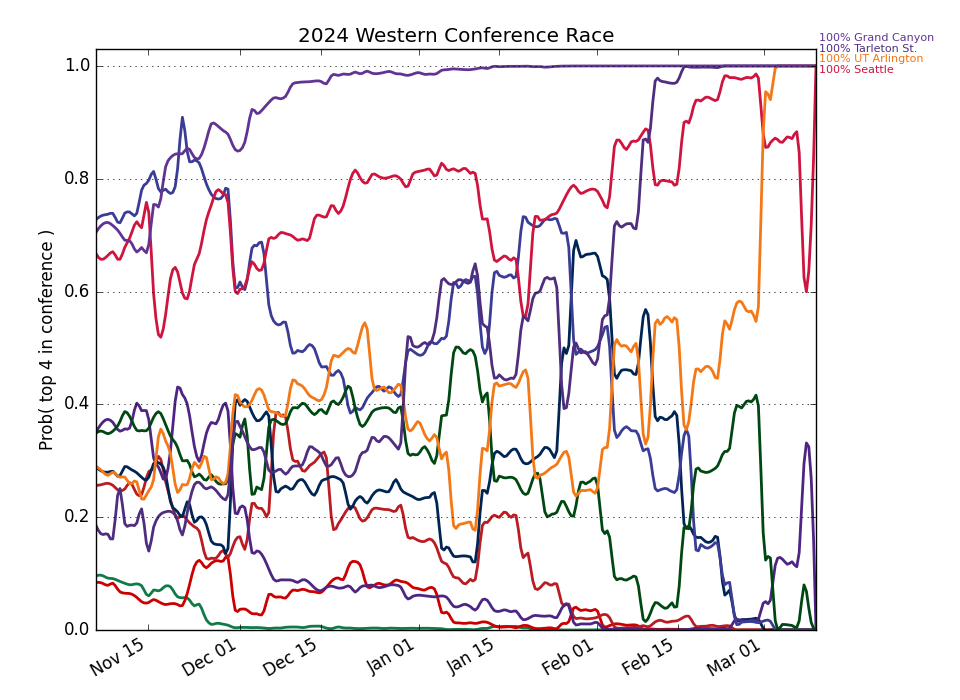 2024 Western Conference Race
100% Grand Canyon
100% Tarleton St.
100% UT Arlington
100% Seattle
Prob( top 4 in conference )
1.0
0.8
0.6
0.4
0.2
0.0
Nov 15
Dec 01
Dec 15
Jan 01
Jan 15
Feb 01
Feb 15
Mar 01